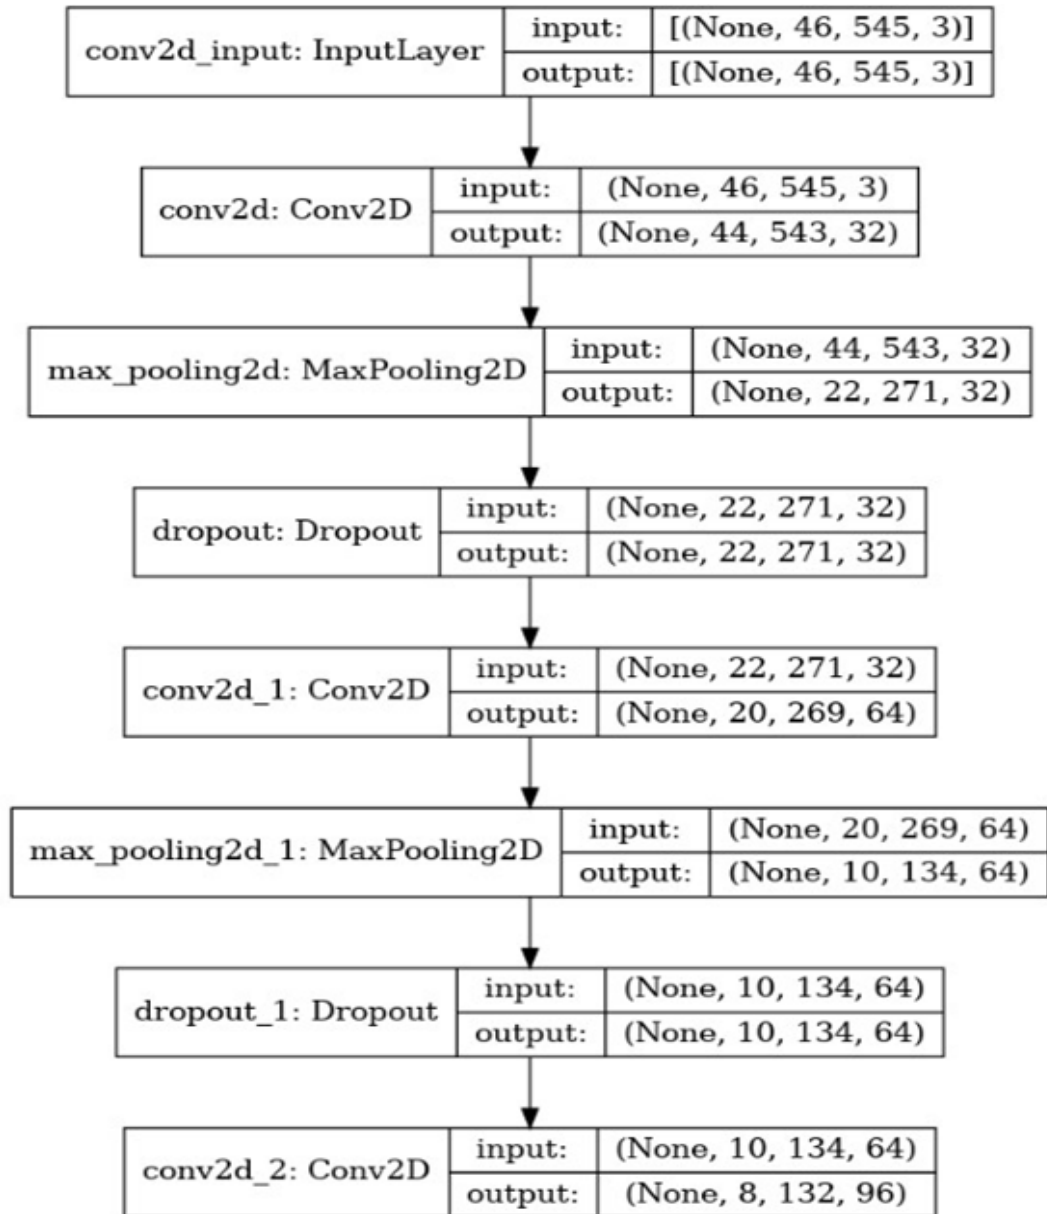 conv2d_input: InputLayer
input: [(None, 46, 545, 3)]
output: [(None, 46, 545, 3)]
conv2d: Conv2D
input: (None, 46, 545, 3)
output: (None, 44, 543, 32)
max_pooling2d: MaxPooling2D
input: (None, 44, 543, 32)
output: (None, 22, 271, 32)
dropout: Dropout
input: (None, 22, 271, 32)
output: (None, 22, 271, 32)
conv2d_1: Conv2D
input: (None, 22, 271, 32)
output: (None, 20, 269, 64)
max_pooling2d_1: MaxPooling2D
input: (None, 20, 269, 64)
output: (None, 10, 134, 64)
dropout_1: Dropout
input: (None, 10, 134, 64)
output: (None, 10, 134, 64)
conv2d_2: Conv2D
input: (None, 10, 134, 64)
output: (None, 8, 132, 96)